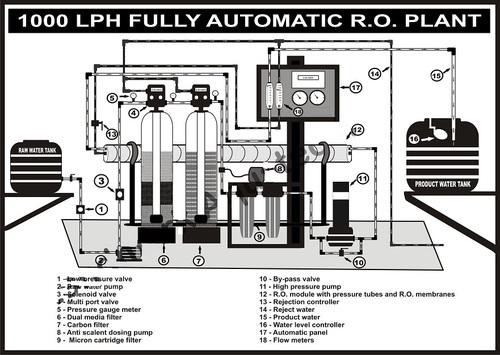 1000 LPH FULLY AUTOMATIC R.O. PLANT
14
15
5
4
13
17
18
16
12
RAW WATER TANK
PRODUCT WATER TANK
3
8
11
1
9
2
6
7
10
1 - Low pressure valve
2 - Raw water pump
3 - Solenoid valve
4 - Multi port valve
5 - Pressure gauge meter
6 - Dual media filter
7 - Carbon filter
8 - Anti scalent dosing pump
9 - Micron cartridge filter
10 - By-pass valve
11 - High pressure pump
12 - R.O. module with pressure tubes and R.O. membranes
13 - Rejection controller
14 - Reject water
15 - Product water
16 - Water level controller
17 - Automatic panel
18 - Flow meters